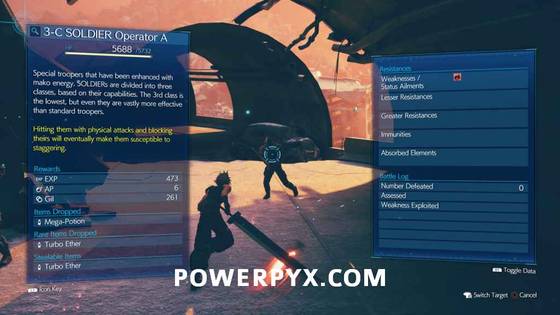 3-C SOLDIER Operator A
HP 5688 /5732
Special troopers that have been enhanced with
mako energy. SOLDIERs are divided into three
classes, based on their capabilities. The 3rd class is
the lowest, but even they are vastly more effective
than standard troopers.
Hitting them with physical attacks and blocking
theirs will eventually make them susceptible to
staggering.
Rewards
EXP 473
AP 6
Gil 261
Items Dropped
Mega-Potion
Rare Items Dropped
Turbo Ether
Stealable Items
Turbo Ether
Icon Key
Resistances
Weaknesses /
Status Ailments
Lesser Resistances
Greater Resistances
Immunities
Absorbed Elements
Battle Log
Number Defeated 0
Assessed
Weakness Exploited
Toggle Data
Switch Target Cancel
POWERPYX.COM